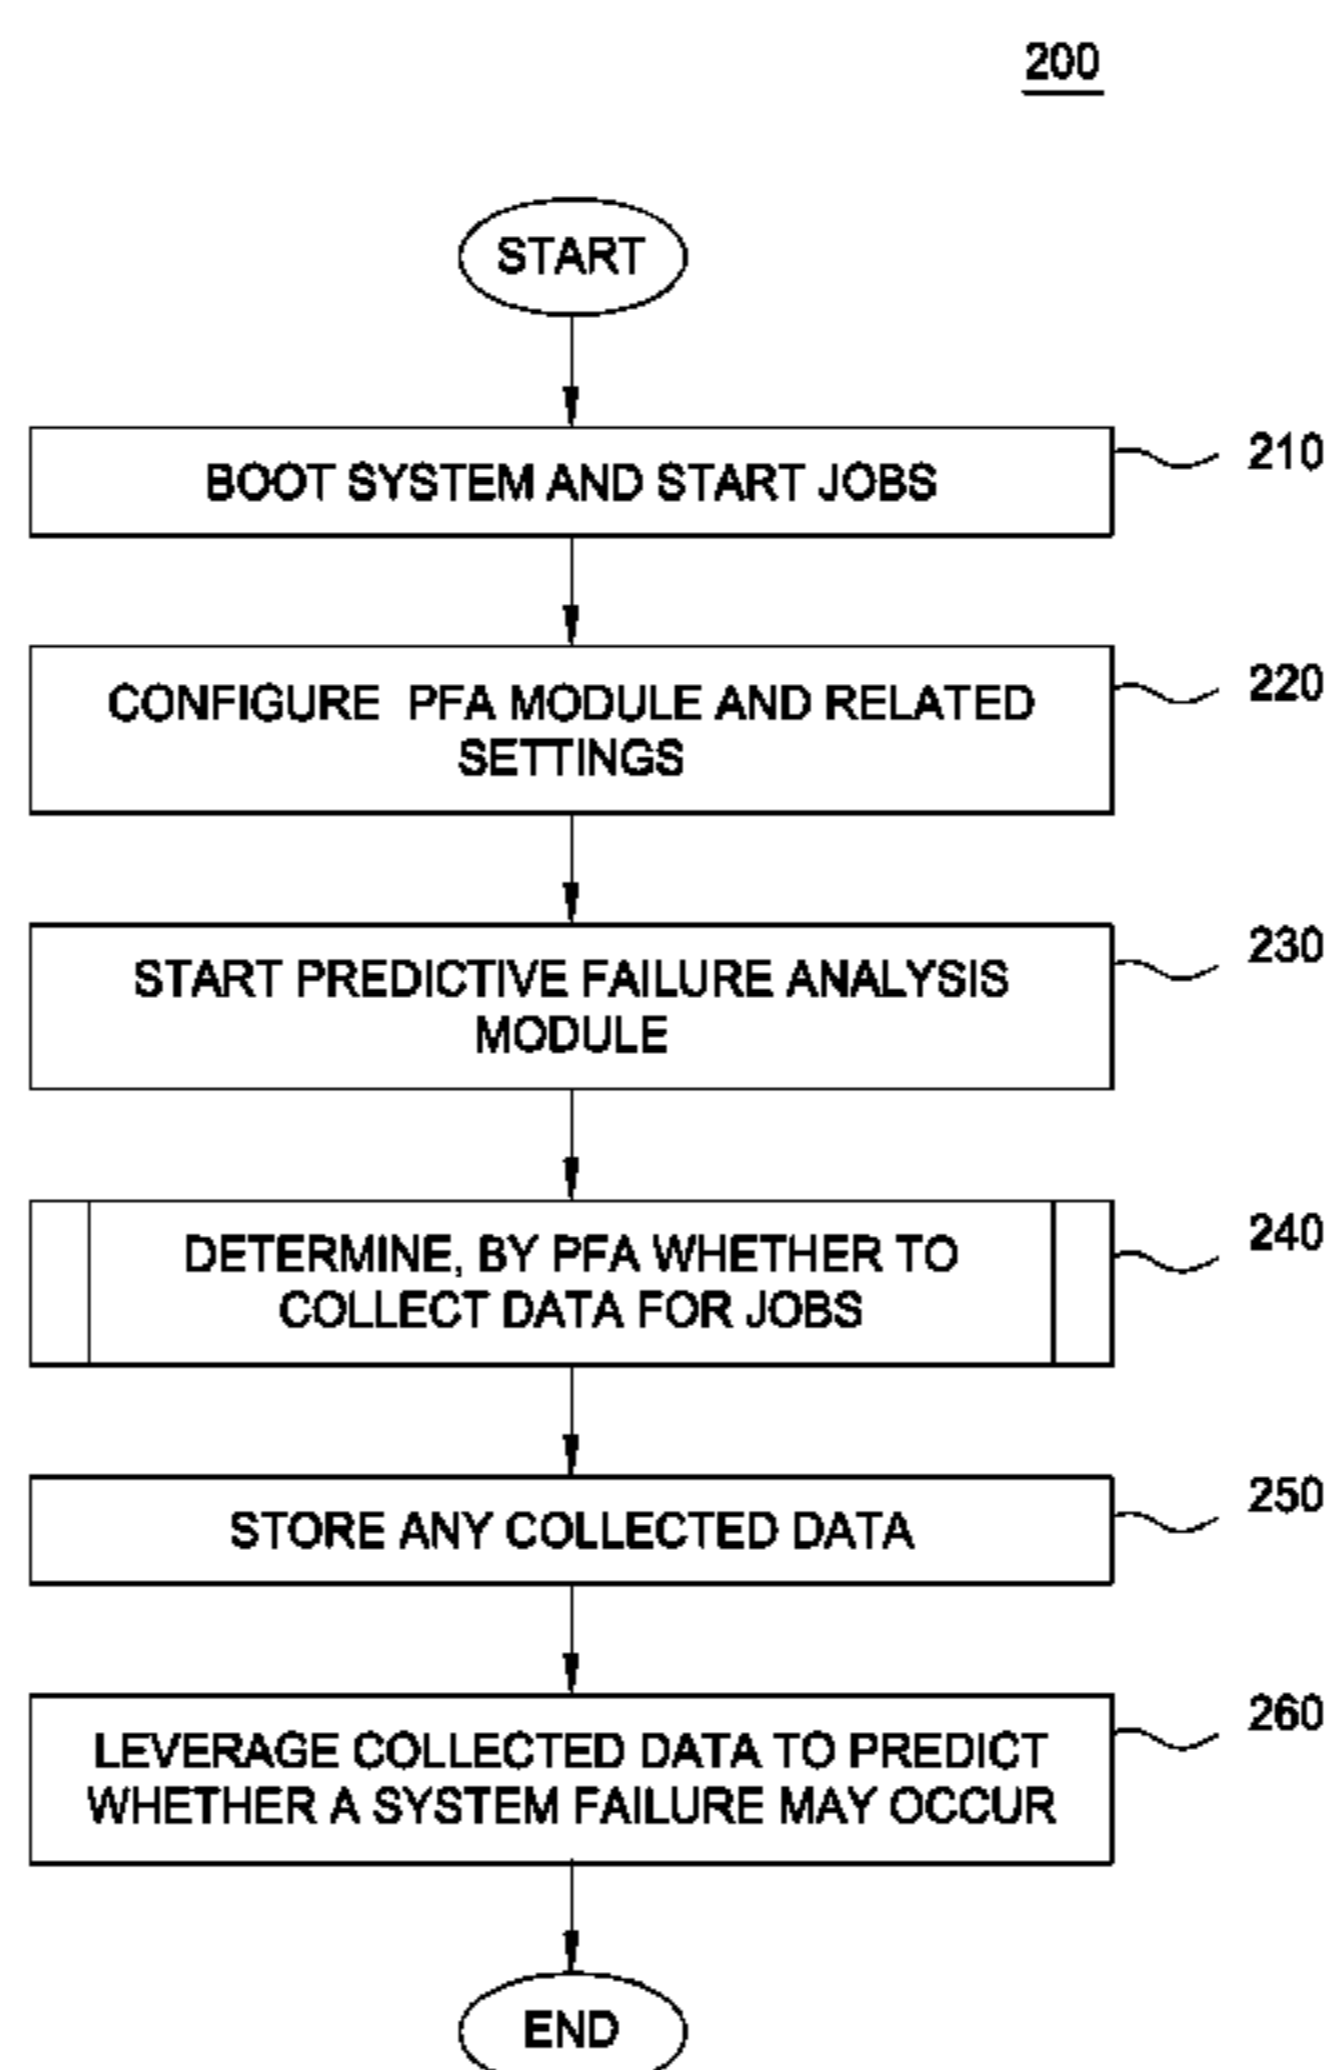 200
START
BOOT SYSTEM AND START JOBS
210
CONFIGURE PFA MODULE AND RELATED
SETTINGS
220
START PREDICTIVE FAILURE ANALYSIS
MODULE
230
DETERMINE, BY PFA WHETHER TO
COLLECT DATA FOR JOBS
240
STORE ANY COLLECTED DATA
250
LEVERAGE COLLECTED DATA TO PREDICT
WHETHER A SYSTEM FAILURE MAY OCCUR
260
END